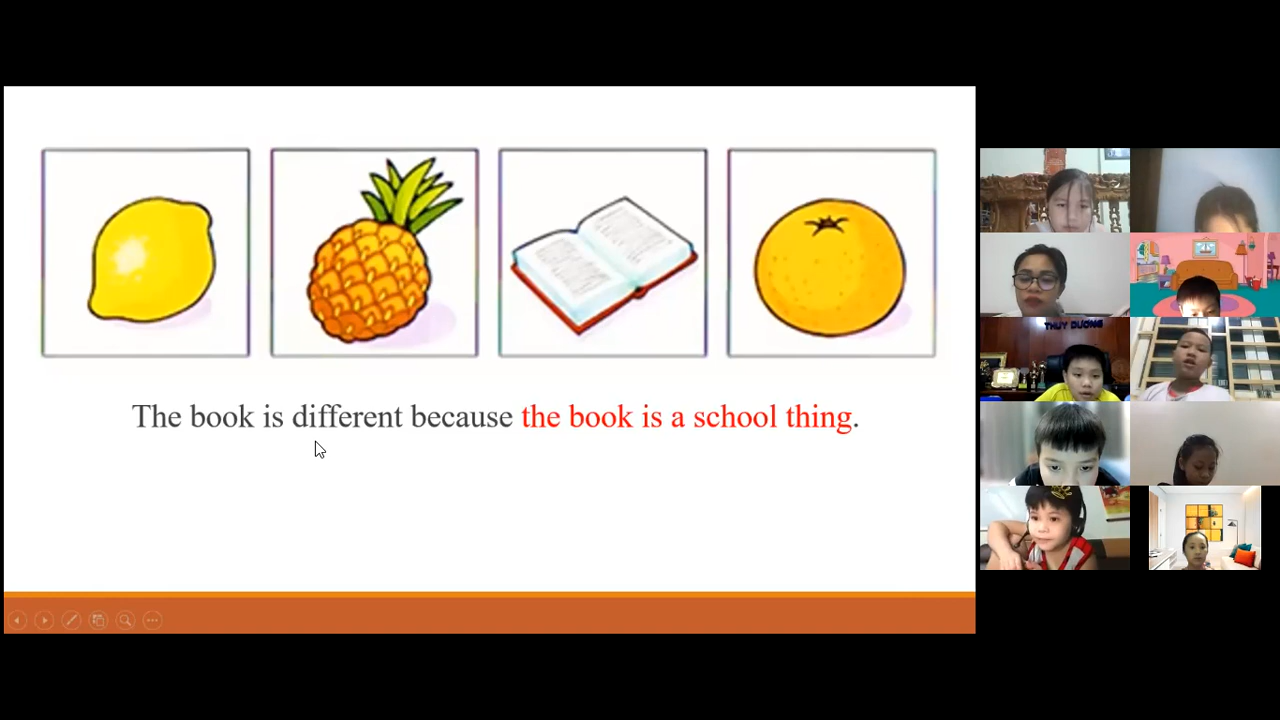 The book is different because the book is a school thing.
THUY DUONG